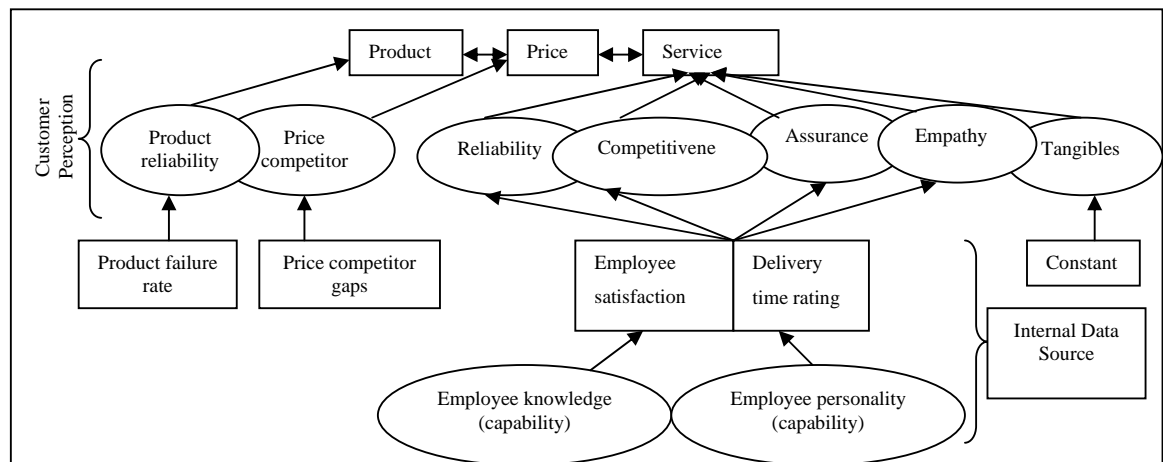 Product
Price
Service
Customer
Perception
Product
reliability
Price
competitor
Reliability
Competitivene
Assurance
Empathy
Tangibles
Product failure
rate
Price competitor
gaps
Employee
satisfaction
Delivery
time rating
Constant
Internal Data
Source
Employee knowledge
(capability)
Employee personality
(capability)